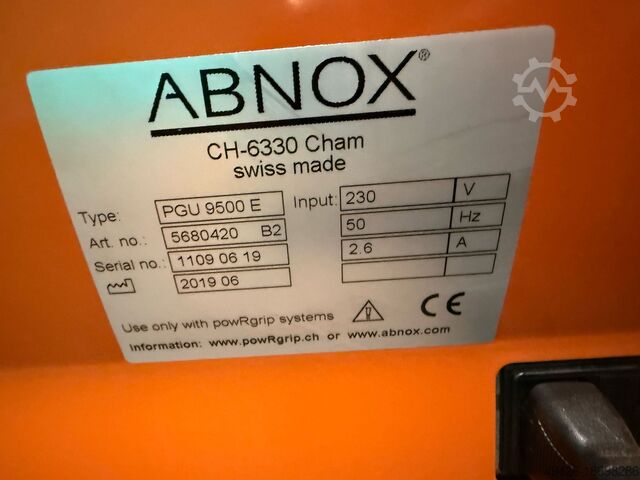 ABNOX®
CH-6330 Cham
swiss made
Type: PGU 9500 E Input: 230 V
Art. no.: 5680420 B2 50 Hz
Serial no.: 1109 06 19 2.6 A
2019 06
Use only with powRgrip systems CE
Information: www.powRgrip.ch or www.abnox.com